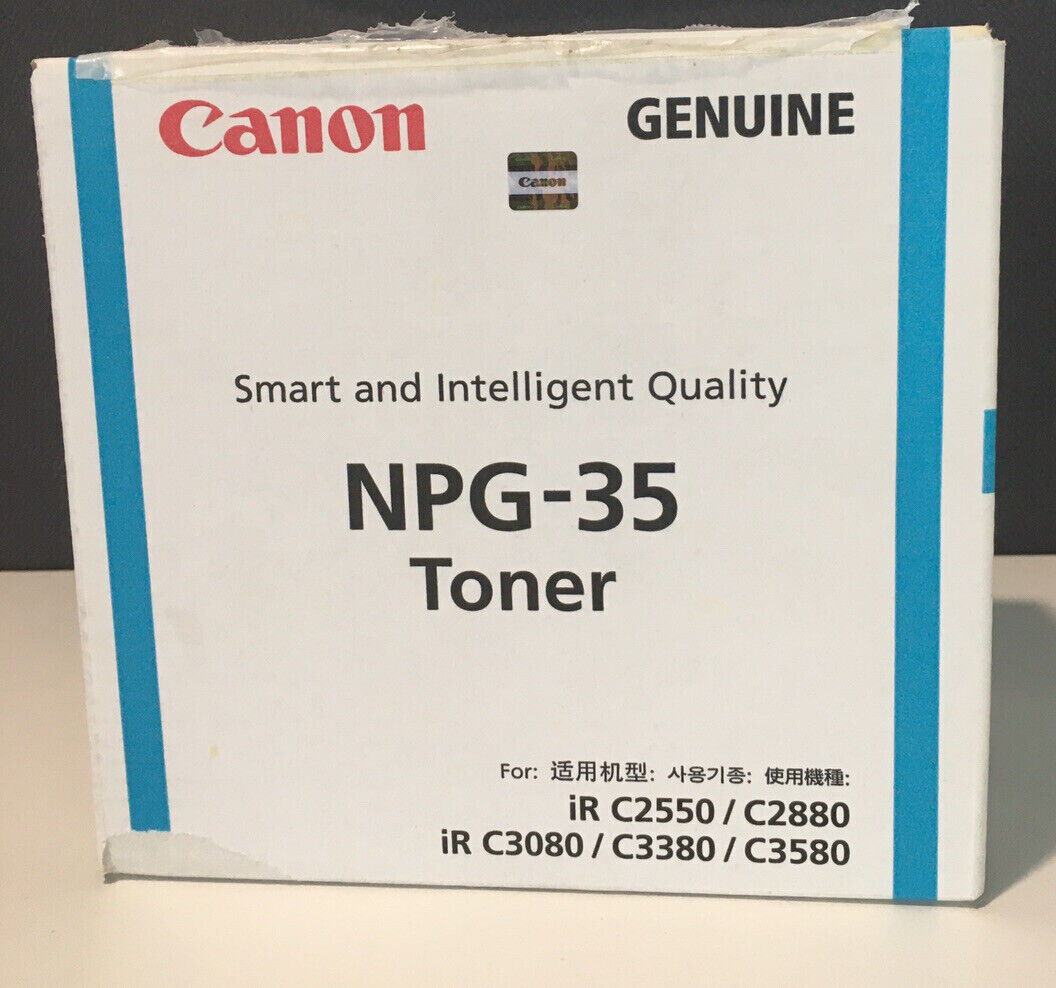 Canon
GENUINE
Canon
Smart and Intelligent Quality
NPG-35
Toner
For: 适用机型: 사용기종: 使用機種:
iR C2550 / C2880
iR C3080 / C3380 / C3580